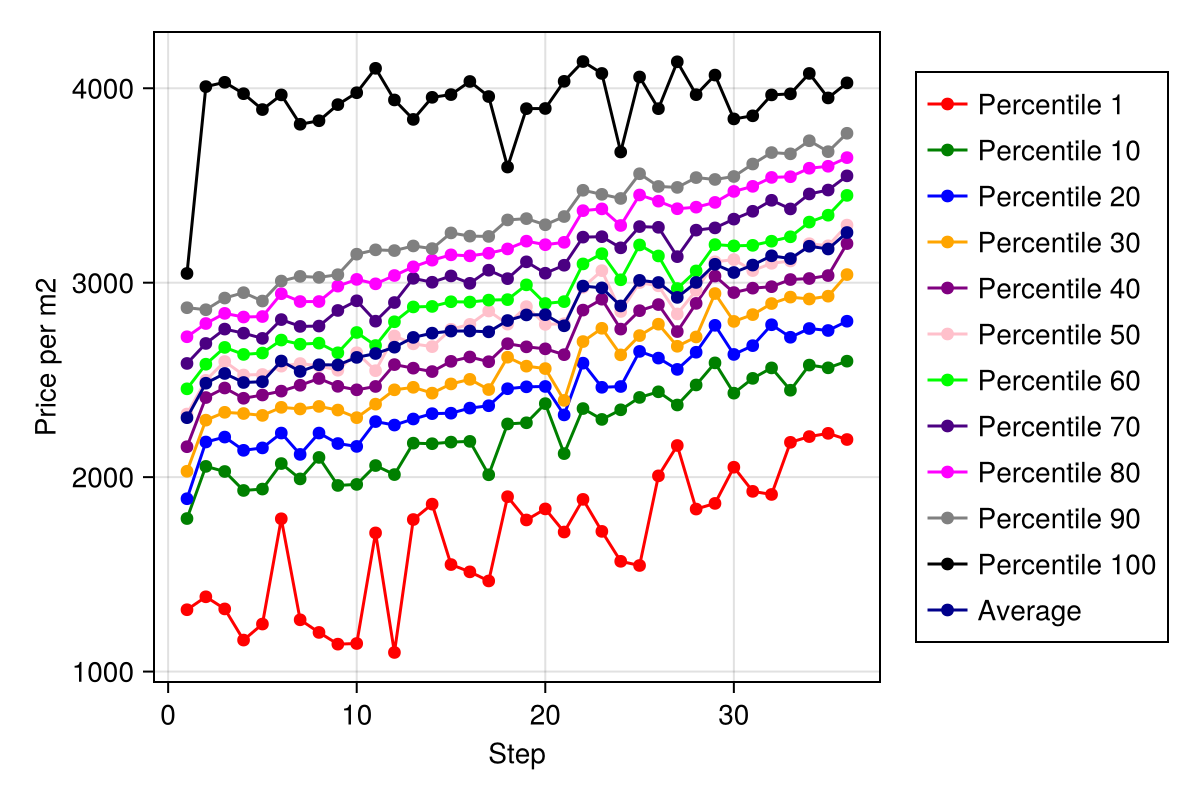 4000
3000
2000
1000
Price per m2
0 10 20 30
Step
Percentile 1
Percentile 10
Percentile 20
Percentile 30
Percentile 40
Percentile 50
Percentile 60
Percentile 70
Percentile 80
Percentile 90
Percentile 100
Average